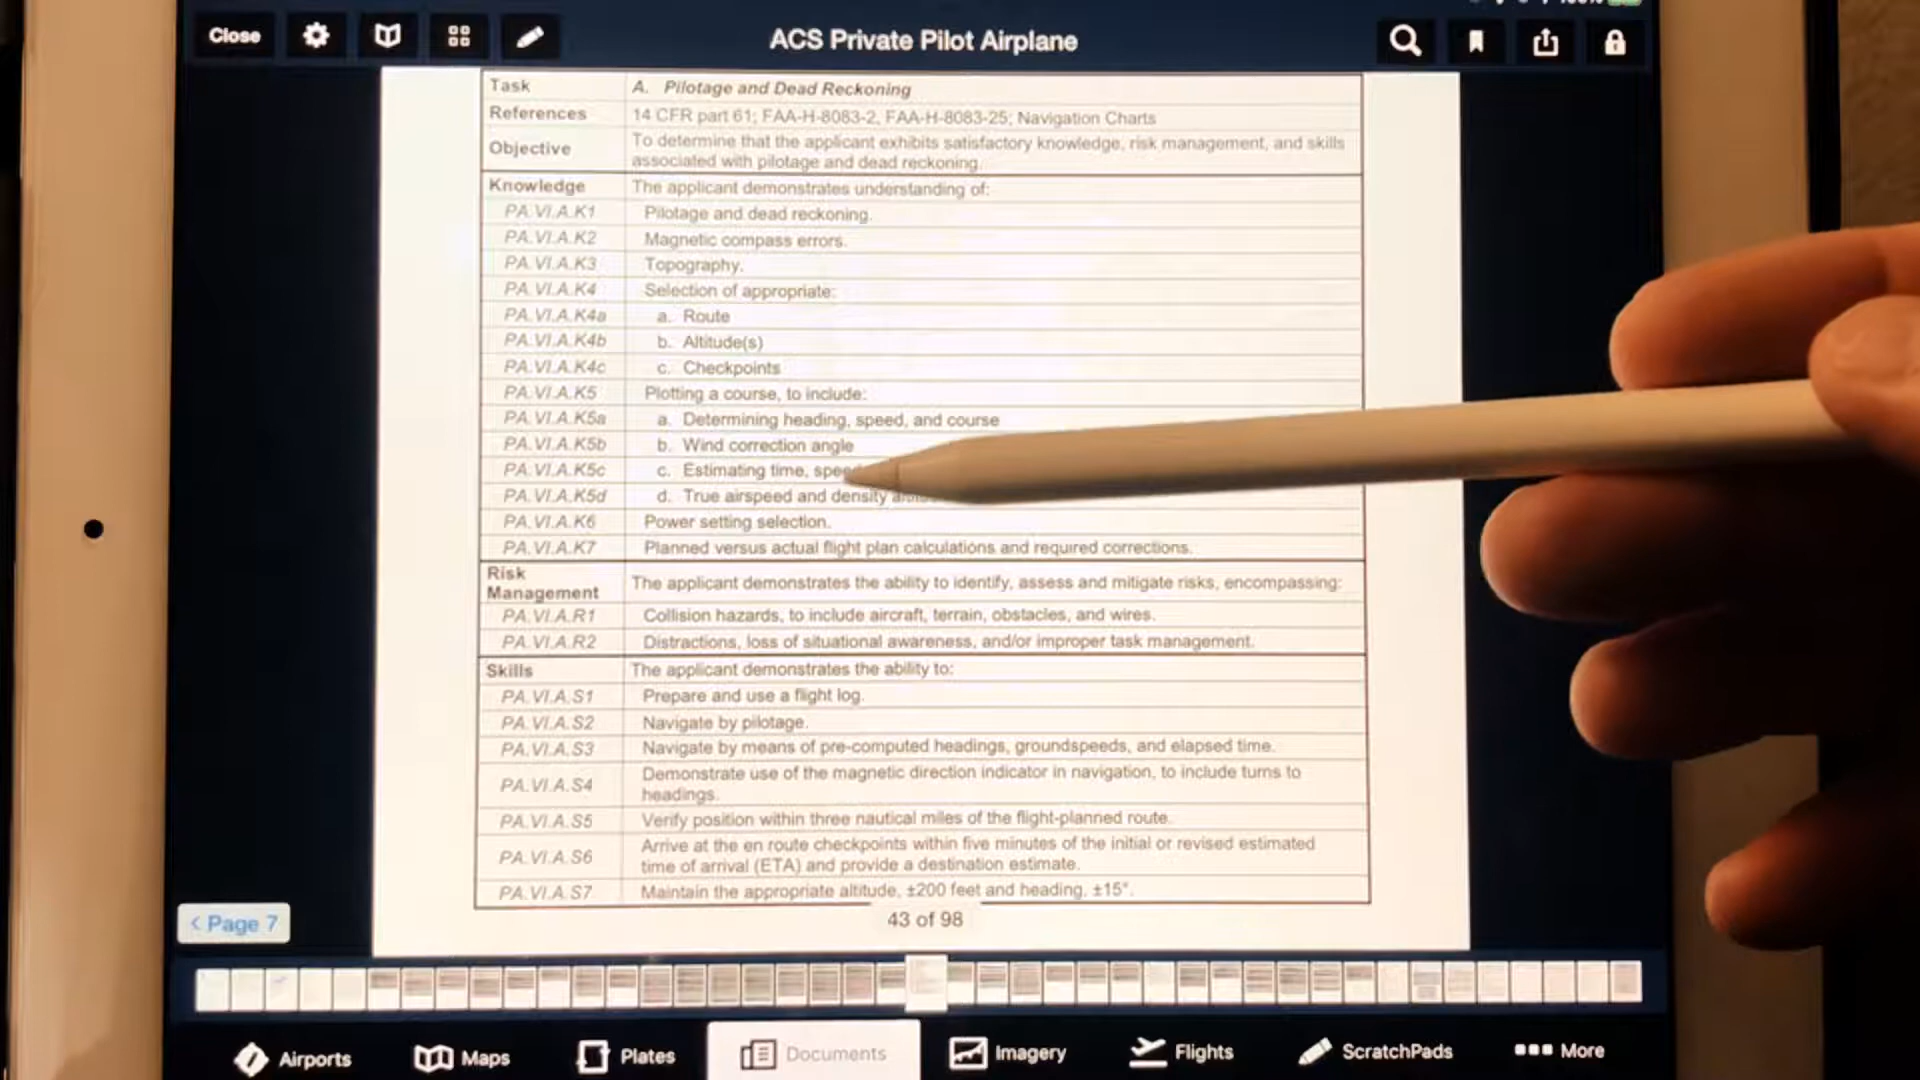 Close
ACS Private Pilot Airplane
Task A. Pilotage and Dead Reckoning
References 14 CFR part 61; FAA-H-8083-2, FAA-H-8083-25; Navigation Charts
Objective To determine that the applicant exhibits satisfactory knowledge, risk management, and skills
associated with pilotage and dead reckoning.
Knowledge The applicant demonstrates understanding of:
PA.VI.A.K1 Pilotage and dead reckoning.
PA.VI.A.K2 Magnetic compass errors.
PA.VI.A.K3 Topography.
PA.VI.A.K4 Selection of appropriate:
PA.VI.A.K4a a. Route
PA.VI.A.K4b b. Altitude(s)
PA.VI.A.K4c c. Checkpoints
PA.VI.A.K5 Plotting a course, to include:
PA.VI.A.K5a a. Determining heading, speed, and course
PA.VI.A.K5b b. Wind correction angle
PA.VI.A.K5c c. Estimating time,
PA.VI.A.K5d d. True airspeed and density
PA.VI.A.K6 Power setting selection.
PA.VI.A.K7 Planned versus actual flight plan calculations and required corrections.
Risk
Management The applicant demonstrates the ability to identify, assess and mitigate risks, encompassing:
PA.VI.A.R1 Collision hazards, to include aircraft, terrain, obstacles, and wires.
PA.VI.A.R2 Distractions, loss of situational awareness, and/or improper task management.
Skills The applicant demonstrates the ability to:
PA.VI.A.S1 Prepare and use a flight log.
PA.VI.A.S2 Navigate by pilotage.
PA.VI.A.S3 Navigate by means of pre-computed headings, groundspeeds, and elapsed time.
PA.VI.A.S4 Demonstrate use of the magnetic direction indicator in navigation, to include turns to
headings.
PA.VI.A.S5 Verify position within three nautical miles of the flight-planned route.
PA.VI.A.S6 Arrive at the en route checkpoints within five minutes of the initial or revised estimated
time of arrival (ETA) and provide a destination estimate.
PA.VI.A.S7 Maintain the appropriate altitude, ±200 feet and heading, ±15°.
< Page 7
43 of 98
Airports Maps Plates Documents Imagery Flights ScratchPads More